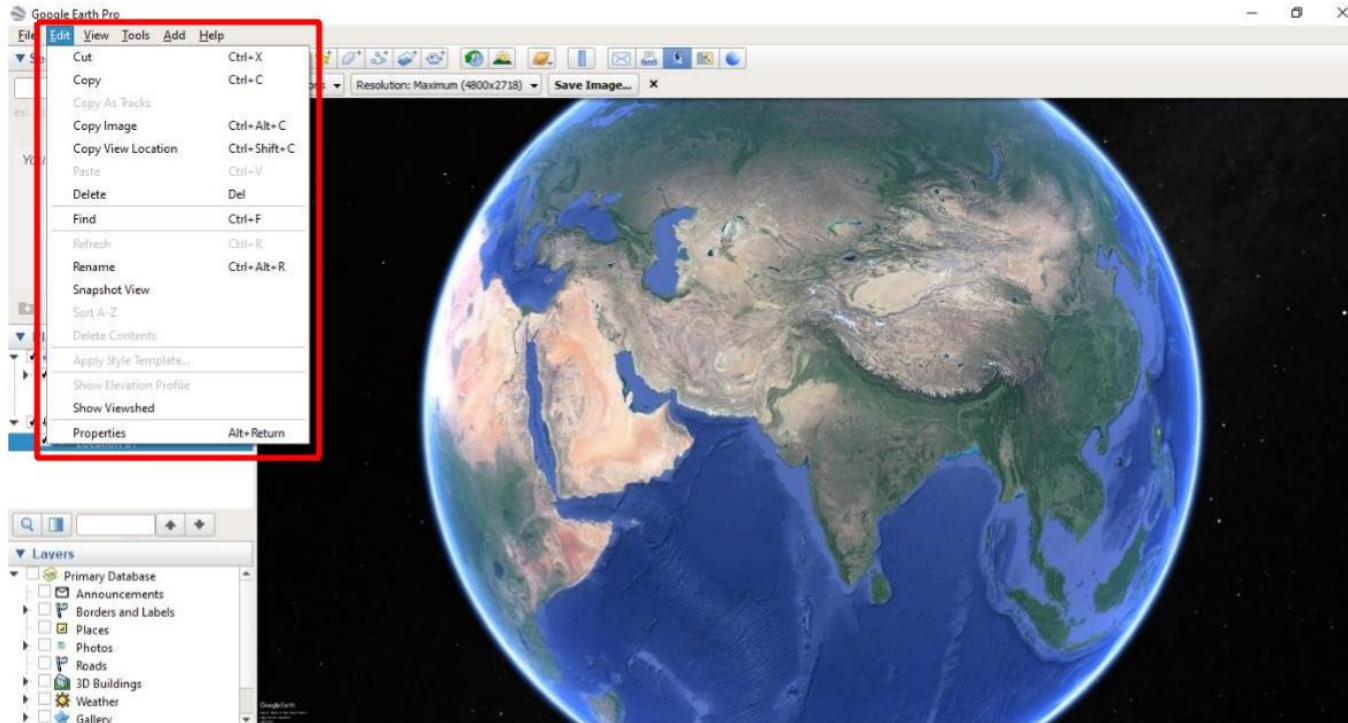 Google Earth Pro
File Edit View Tools Add Help
Cut Ctrl+X
Copy Ctrl+C
Copy As Tracks
Copy Image Ctrl+Alt+C
Copy View Location Ctrl+Shift+C
Paste Ctrl+V
Delete Del
Find Ctrl+F
Refresh Ctrl+R
Rename Ctrl+Alt+R
Snapshot View
Sort A-Z
Delete Contents
Apply Style Template...
Show Elevation Profile
Show Viewshed
Properties Alt+Return
Resolution: Maximum (4800x2718) Save Image...
Layers
Primary Database
Announcements
Borders and Labels
Places
Photos
Roads
3D Buildings
Weather
Gallery
Google Earth